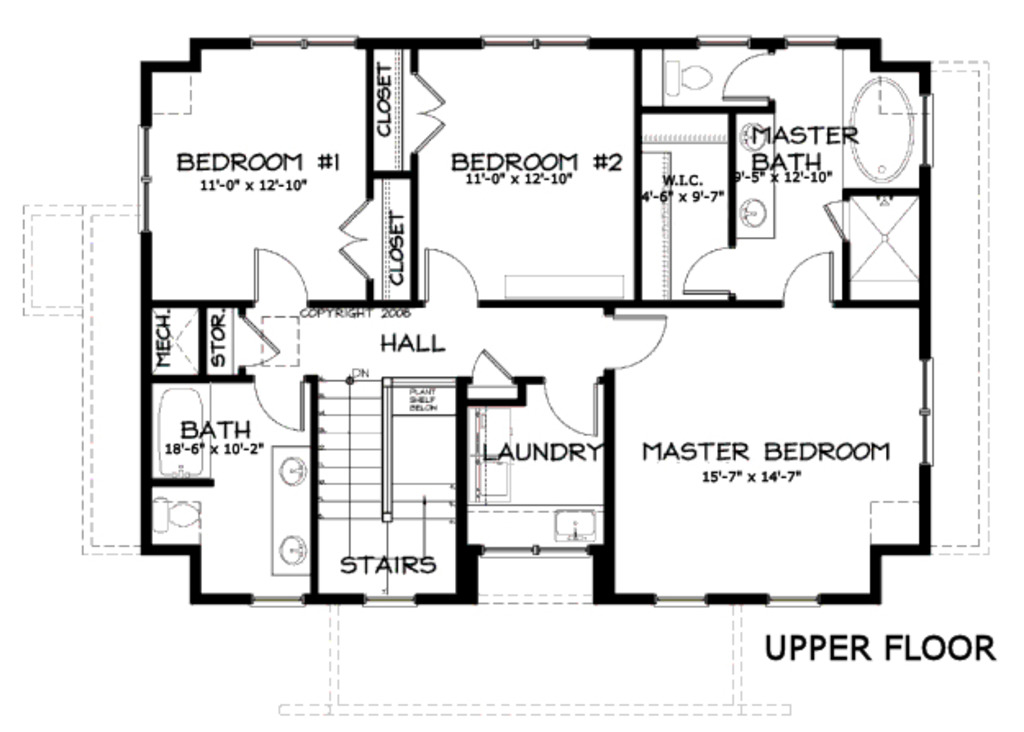 CLOSET
BEDROOM #1
11'-0" x 12'-10"
BEDROOM #2
11'-0" x 12'-10"
MASTER
BATH
9'-5" x 12'-10"
W.I.C.
4'-6" x 9'-7"
CLOSET
COPYRIGHT 2008
MECH.
STOR.
HALL
DN
PLANT
SHELF
BELOW
BATH
18'-6" x 10'-2"
LAUNDRY
MASTER BEDROOM
15'-7" x 14'-7"
STAIRS
UPPER FLOOR